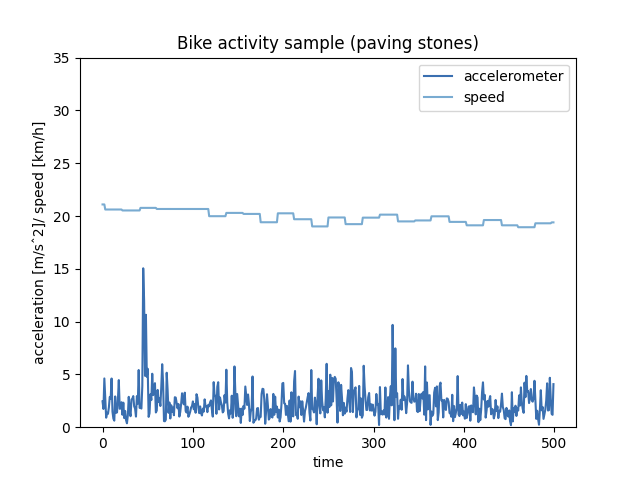 Bike activity sample (paving stones)
accelerometer
speed
35
30
25
20
15
10
5
0
acceleration [m/s^2]/ speed [km/h]
0 100 200 300 400 500
time